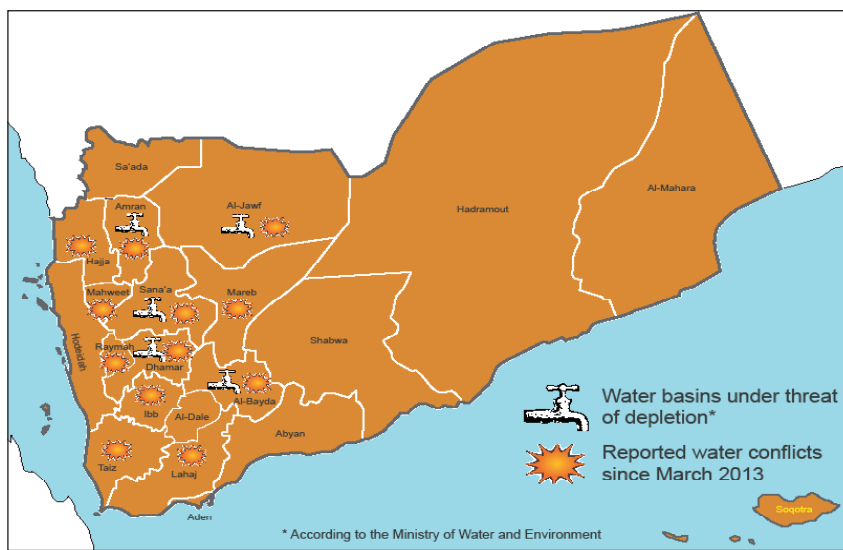 Sa'ada
Amran
Al-Jawf
Hadramout
Al-Mahara
Hajja
Mahweet
Sana'a
Mareb
Shabwa
Hodeidah
Raymah
Dhamar
Al-Bayda
Ibb
Al-Dale
Abyan
Taiz
Lahaj
Aden
Water basins under threat
of depletion*
Reported water conflicts
since March 2013
Soqotra
* According to the Ministry of Water and Environment